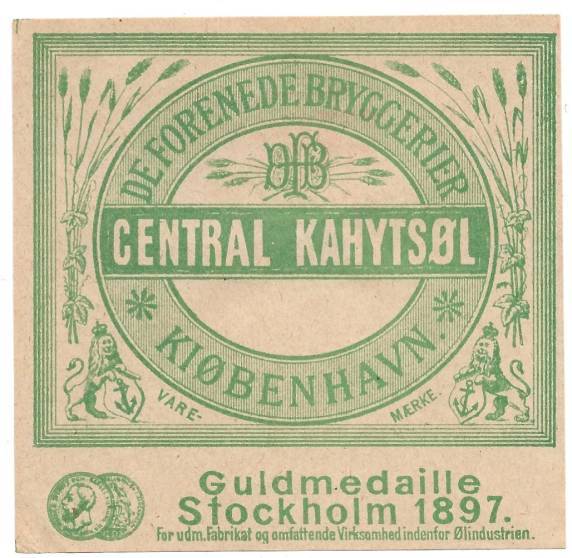 DE FORENEDE BRYGGERIER
DFB
CENTRAL KAHYTSØL
KIØBENHAVN.
VARE-
MÆRKE.
Guldmedaille
Stockholm 1897.
For udm. Fabrikat og omfattende Virksomhed indenfor Ølindustrien.